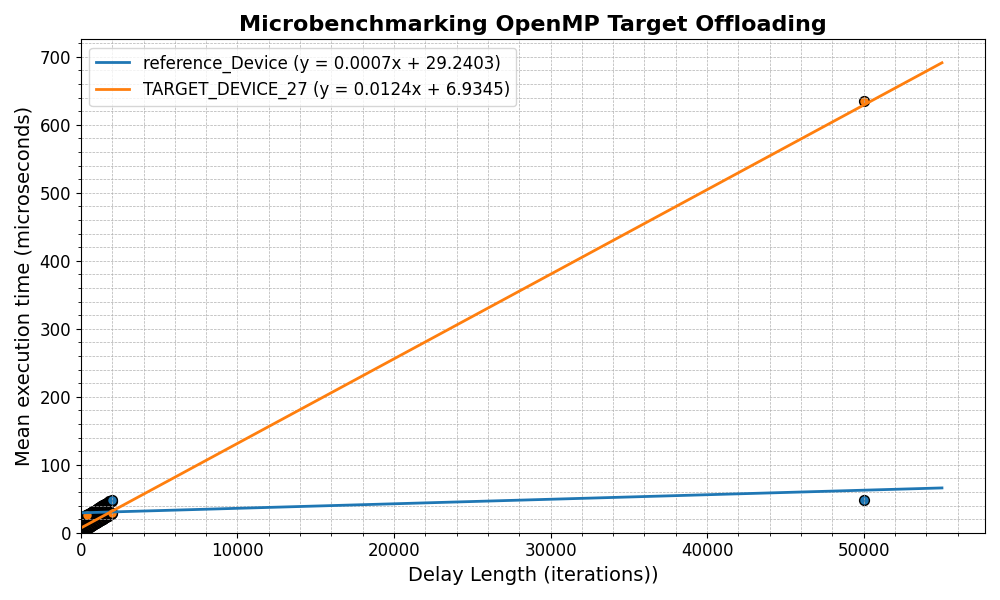 Microbenchmarking OpenMP Target Offloading
reference_Device (y = 0.0007x + 29.2403)
TARGET_DEVICE_27 (y = 0.0124x + 6.9345)
Mean execution time (microseconds)
700
600
500
400
300
200
100
0
0 10000 20000 30000 40000 50000
Delay Length (iterations))